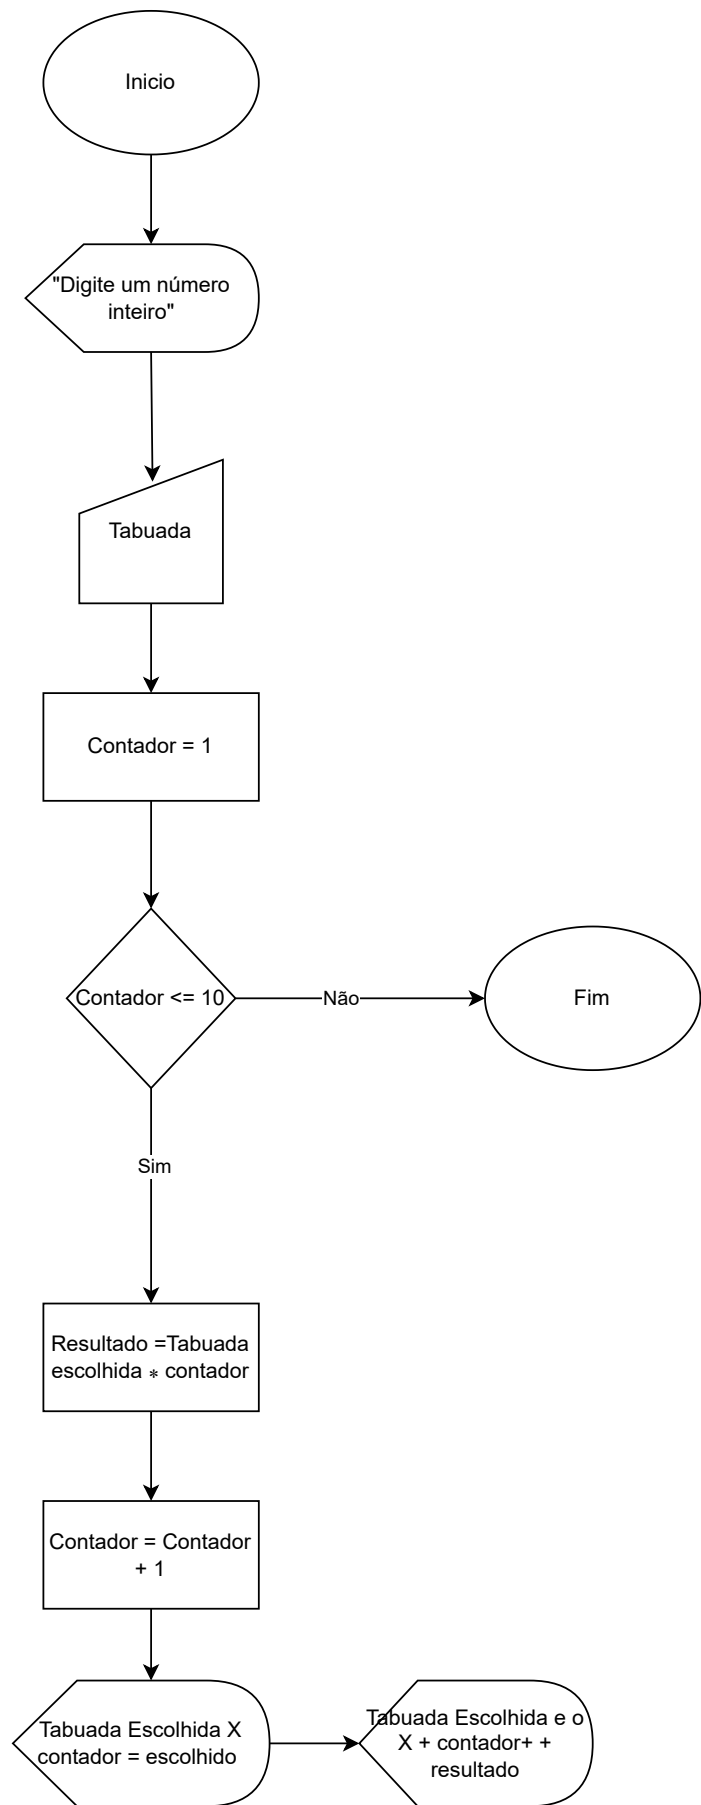 Inicio
"Digite um número
inteiro"
Tabuada
Contador = 1
Contador <= 10
Não
Fim
Sim
Resultado =Tabuada
escolhida * contador
Contador = Contador
+ 1
Tabuada Escolhida X
contador = escolhido
Tabuada Escolhida e o
X + contador+ +
resultado